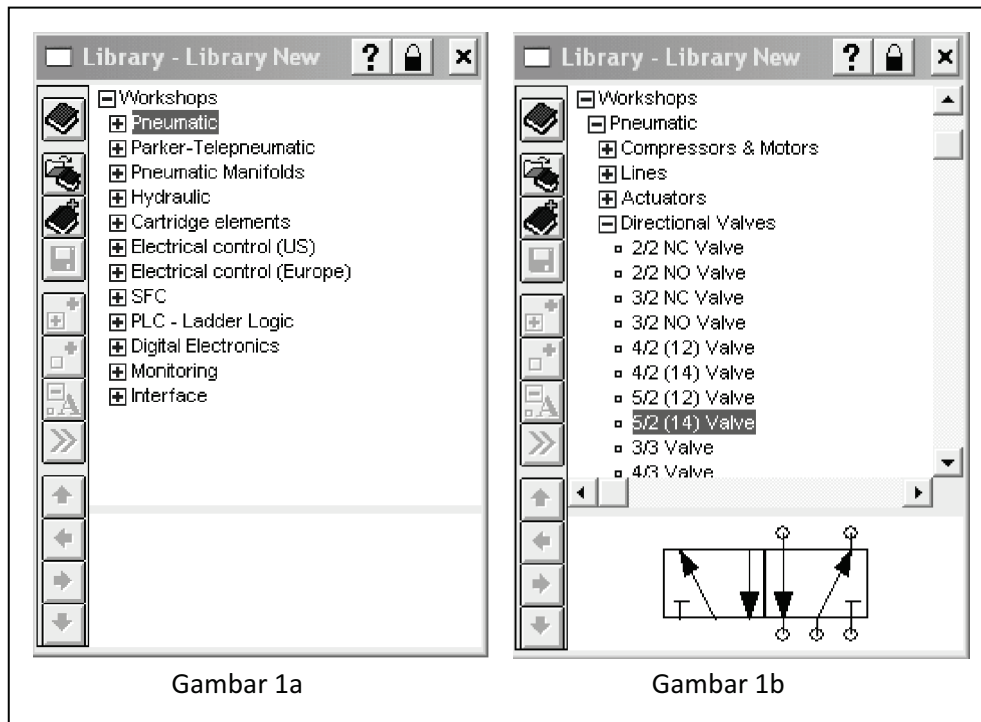 Library - Library New
Workshops
Pneumatic
Parker-Telepneumatic
Pneumatic Manifolds
Hydraulic
Cartridge elements
Electrical control (US)
Electrical control (Europe)
SFC
PLC - Ladder Logic
Digital Electronics
Monitoring
Interface
Gambar 1a
Library - Library New
Workshops
Pneumatic
Compressors & Motors
Lines
Actuators
Directional Valves
2/2 NC Valve
2/2 NO Valve
3/2 NC Valve
3/2 NO Valve
4/2 (12) Valve
4/2 (14) Valve
5/2 (12) Valve
5/2 (14) Valve
3/3 Valve
4/3 Valve
Gambar 1b